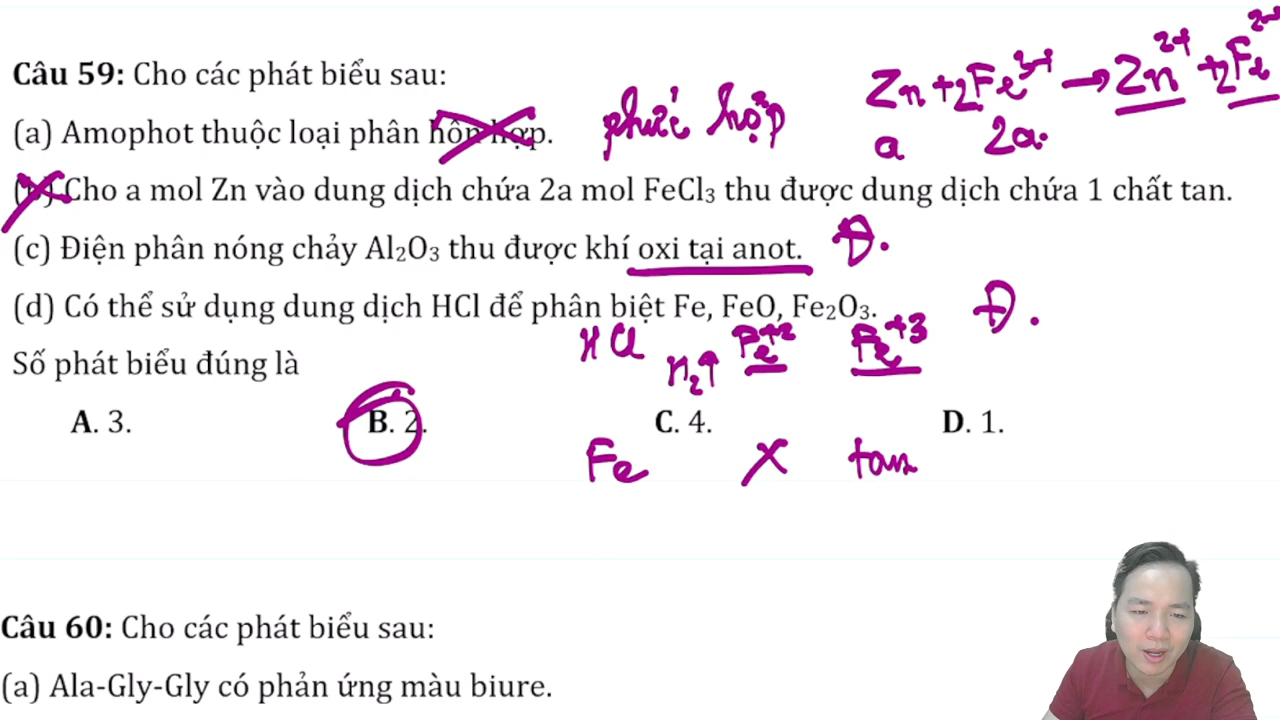 Câu 59: Cho các phát biểu sau:
Zn + 2Fe³⁺ → Zn²⁺ + 2Fe²⁺
(a) Amophot thuộc loại phân hỗn hợp. phức hợp
a 2a
(b) Cho a mol Zn vào dung dịch chứa 2a mol FeCl₃ thu được dung dịch chứa 1 chất tan.
(c) Điện phân nóng chảy Al₂O₃ thu được khí oxi tại anot. Đ.
(d) Có thể sử dụng dung dịch HCl để phân biệt Fe, FeO, Fe₂O₃. Đ.
HCl H₂↑ Fe⁺² Fe⁺³
Số phát biểu đúng là
A. 3. B. 2. C. 4. D. 1.
Fe X tan
Câu 60: Cho các phát biểu sau:
(a) Ala-Gly-Gly có phản ứng màu biure.